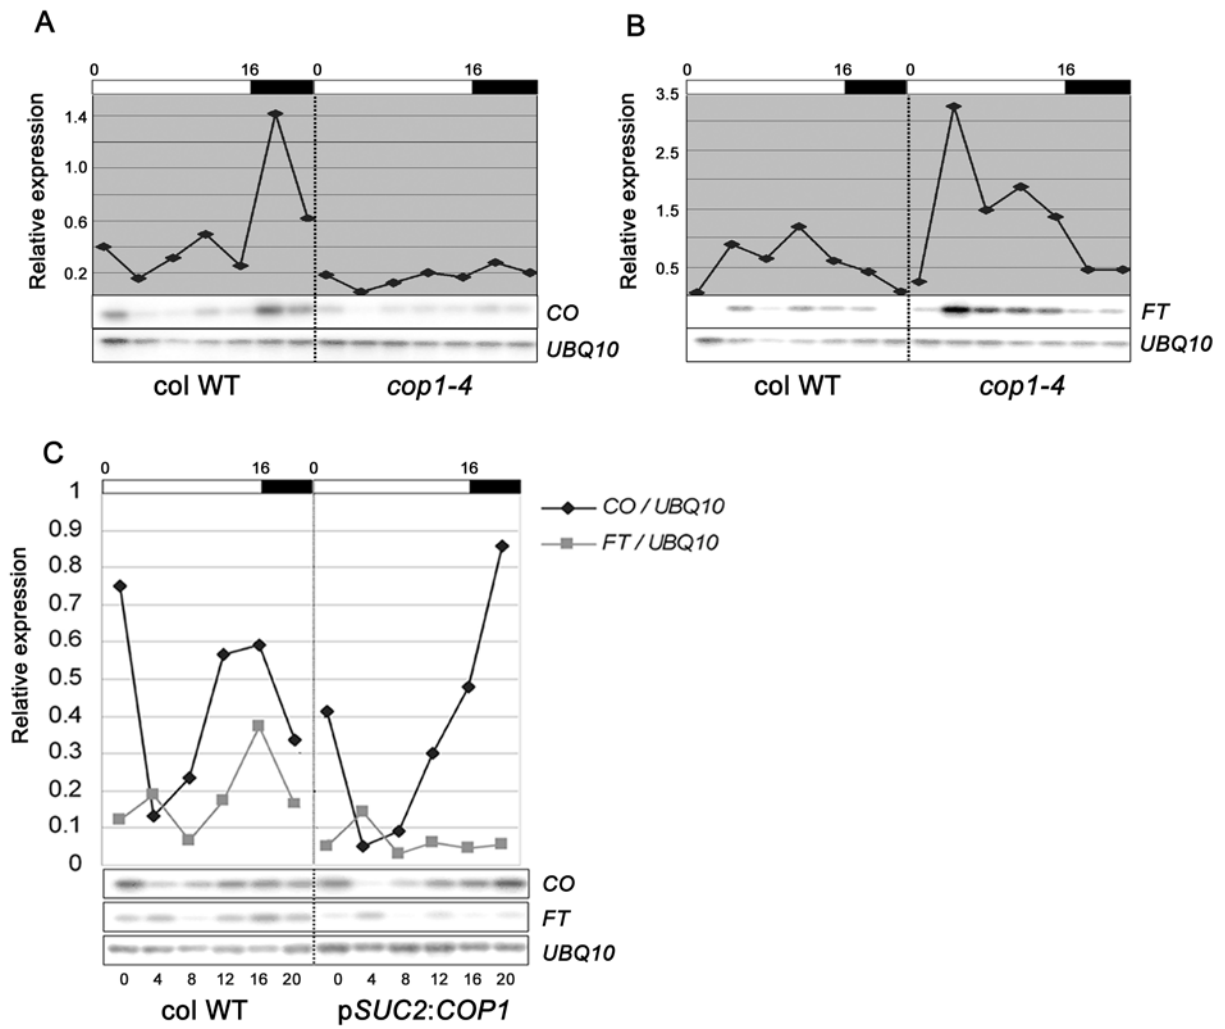 A
0 16 0 16
Relative expression
1.4
1.0
0.6
0.2
CO
UBQ10
col WT cop1-4
B
0 16 0 16
Relative expression
3.5
2.5
1.5
0.5
FT
UBQ10
col WT cop1-4
C
0 16 0 16
Relative expression
1
0.9
0.8
0.7
0.6
0.5
0.4
0.3
0.2
0.1
0
CO / UBQ10
FT / UBQ10
CO
FT
UBQ10
0 4 8 12 16 20 0 4 8 12 16 20
col WT pSUC2:COP1